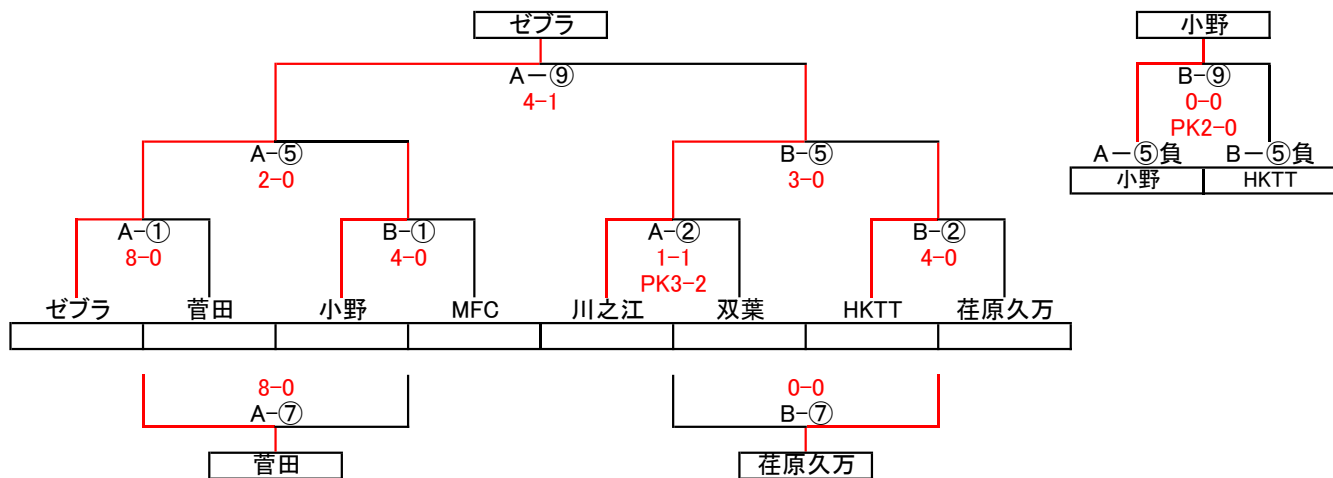 ゼブラ
小野
A－⑨
4-1
B-⑨
0-0
PK2-0
A－⑤負
B－⑤負
小野
HKTT
A-⑤
2-0
B-⑤
3-0
A-①
8-0
B-①
4-0
A-②
1-1
PK3-2
B-②
4-0
ゼブラ
菅田
小野
MFC
川之江
双葉
HKTT
荏原久万
8-0
A-⑦
0-0
B-⑦
菅田
荏原久万